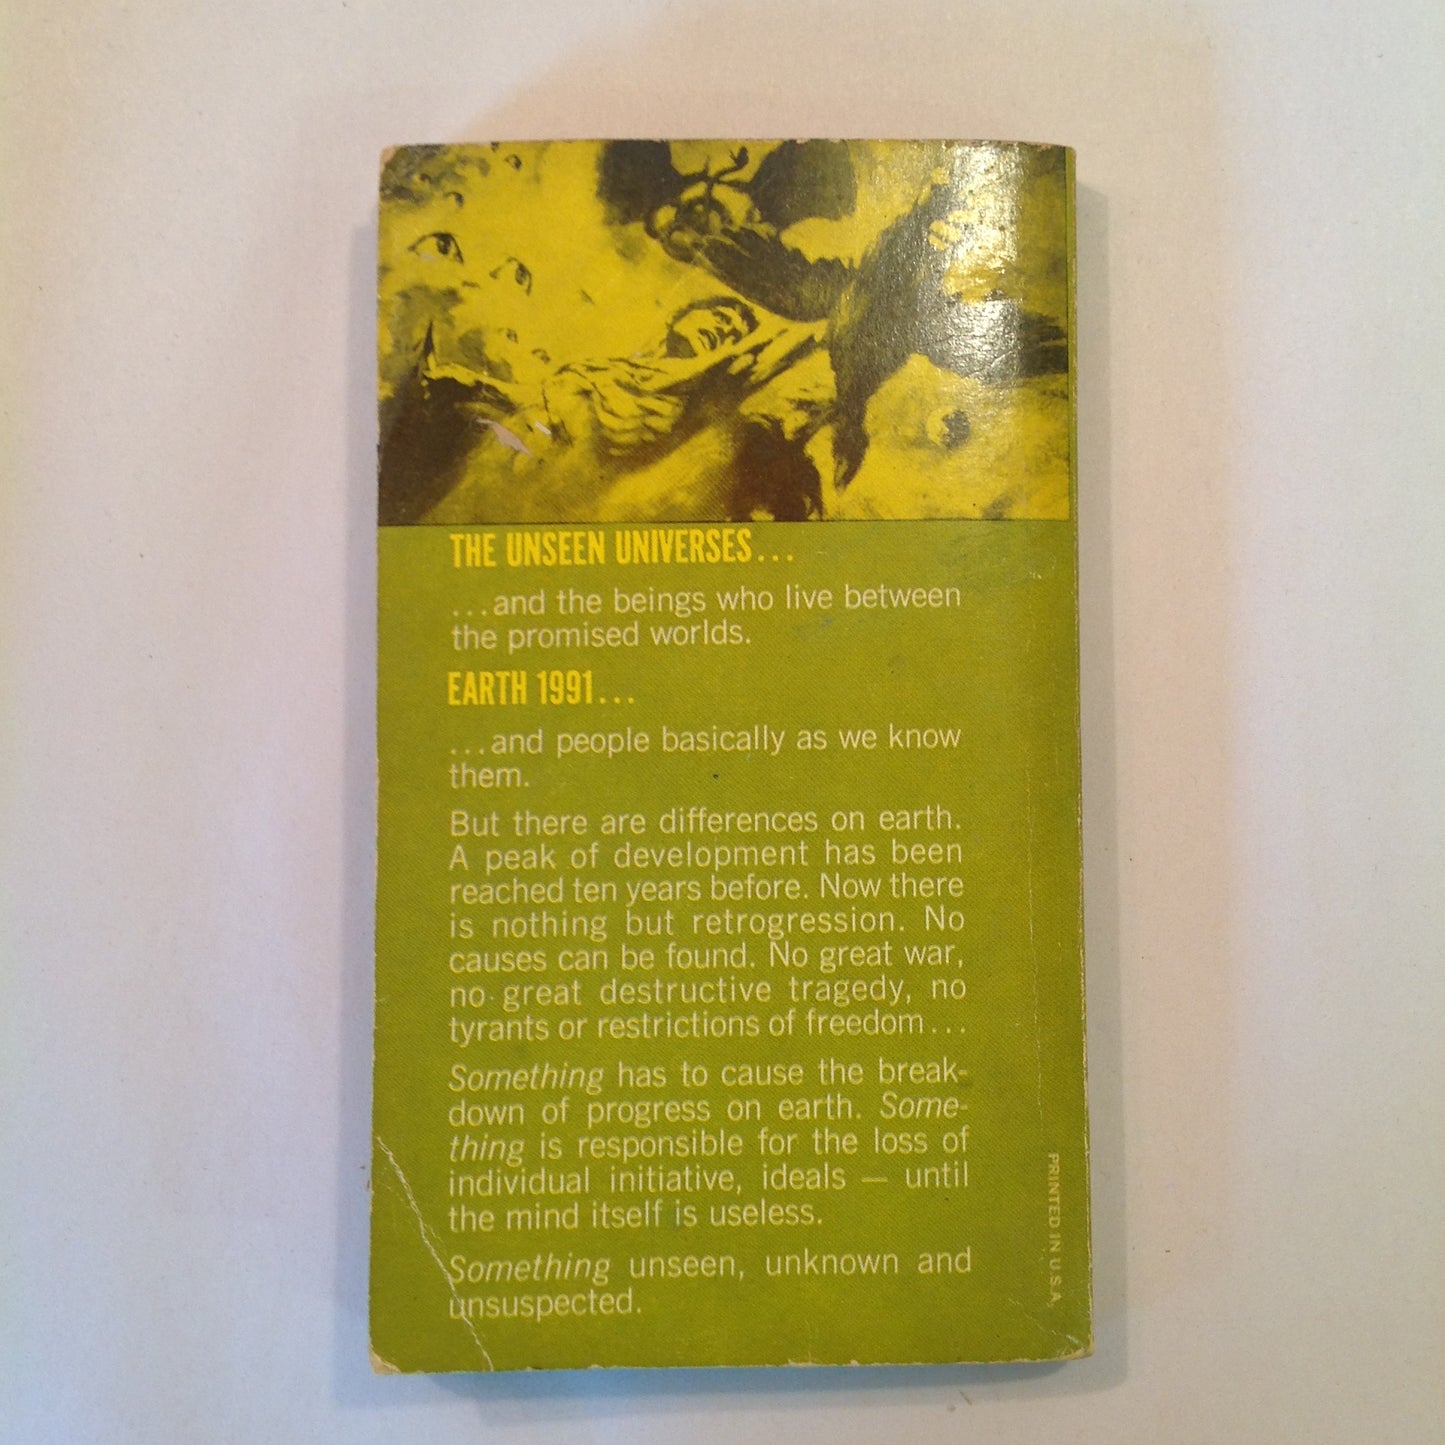 THE UNSEEN UNIVERSES...
...and the beings who live between
the promised worlds.
EARTH 1991...
...and people basically as we know
them.
But there are differences on earth.
A peak of development has been
reached ten years before. Now there
is nothing but retrogression. No
causes can be found. No great war,
no great destructive tragedy, no
tyrants or restrictions of freedom...
Something has to cause the break-
down of progress on earth. Some-
thing is responsible for the loss of
individual initiative, ideals — until
the mind itself is useless.
Something unseen, unknown and
unsuspected.
PRINTED IN U.S.A.